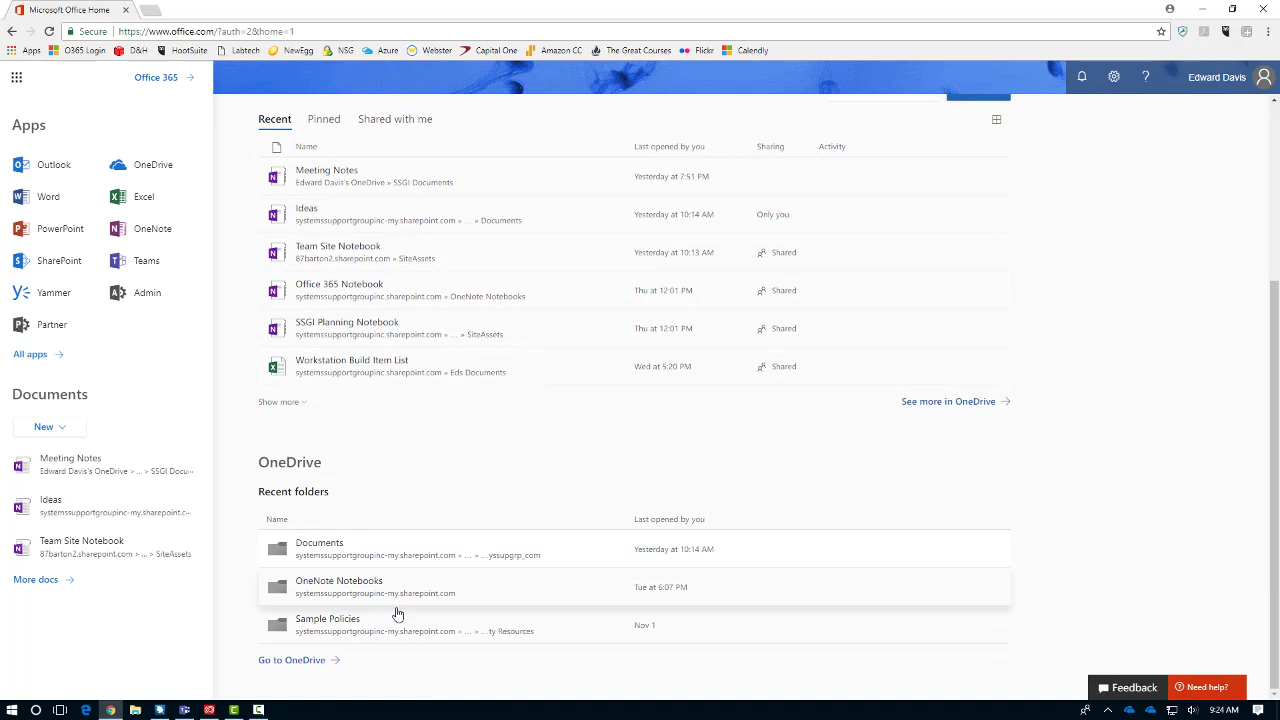 Microsoft Office Home
Secure https://www.office.com/?auth=2&home=1
Apps O365 Login D&H HootSuite Labtech NewEgg NSG Azure Webster Capital One Amazon CC The Great Courses Flickr Calendly
Office 365
Edward Davis
Apps
Outlook OneDrive
Word Excel
PowerPoint OneNote
SharePoint Teams
Yammer Admin
Partner
All apps
Documents
New
Meeting Notes
Edward Davis's OneDrive > ... > SSGI Docu...
Ideas
systemssupportgroupinc-my.sharepoint.c...
Team Site Notebook
87barton2.sharepoint.com > ... > SiteAssets
More docs
Recent Pinned Shared with me
Name Last opened by you Sharing Activity
Meeting Notes
Edward Davis's OneDrive » SSGI Documents
Yesterday at 7:51 PM
Ideas
systemssupportgroupinc-my.sharepoint.com » ... » Documents
Yesterday at 10:14 AM Only you
Team Site Notebook
87barton2.sharepoint.com » SiteAssets
Yesterday at 10:13 AM Shared
Office 365 Notebook
systemssupportgroupinc.sharepoint.com » OneNote Notebooks
Thu at 12:01 PM Shared
SSGI Planning Notebook
systemssupportgroupinc.sharepoint.com » ... » SiteAssets
Thu at 12:01 PM Shared
Workstation Build Item List
systemssupportgroupinc.sharepoint.com » Eds Documents
Wed at 5:20 PM Shared
Show more
See more in OneDrive
OneDrive
Recent folders
Name Last opened by you
Documents
systemssupportgroupinc-my.sharepoint.com » ... » ...yssupgrp_com
Yesterday at 10:14 AM
OneNote Notebooks
systemssupportgroupinc-my.sharepoint.com
Tue at 6:07 PM
Sample Policies
systemssupportgroupinc-my.sharepoint.com » ... » ...ty Resources
Nov 1
Go to OneDrive
Feedback
Need help?
9:24 AM